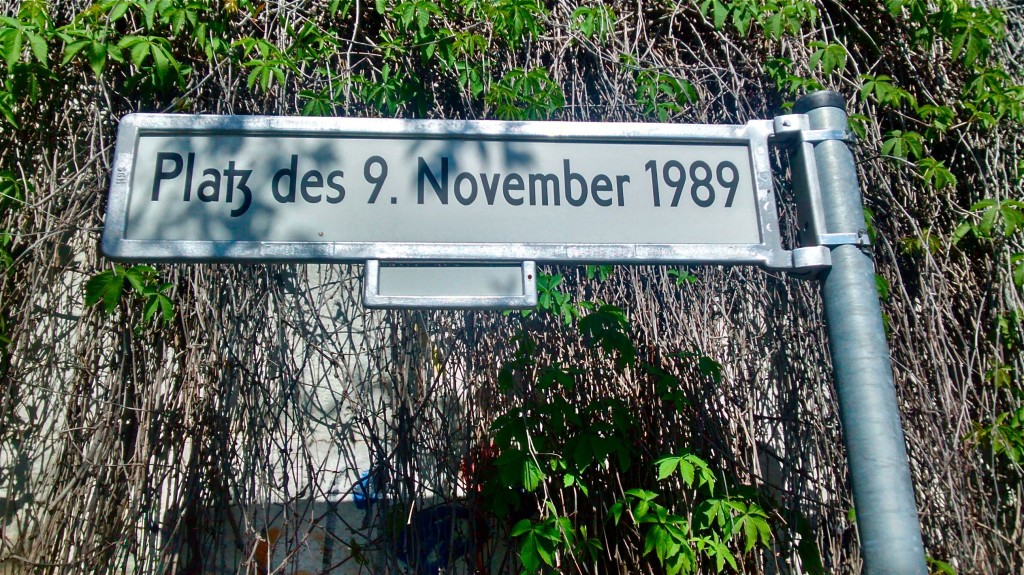 Platz des 9. November 1989